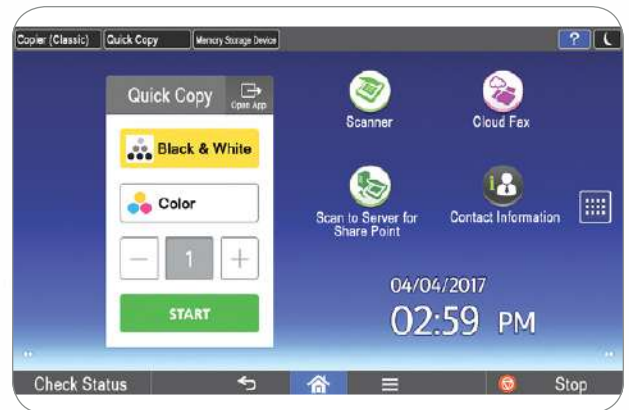 Copier (Classic)
Quick Copy
Memory Storage Device
?
Quick Copy
Open App
Black & White
Color
1
START
Scanner
Cloud Fax
Scan to Server for
Share Point
Contact Information
04/04/2017
02:59 PM
Check Status
Stop